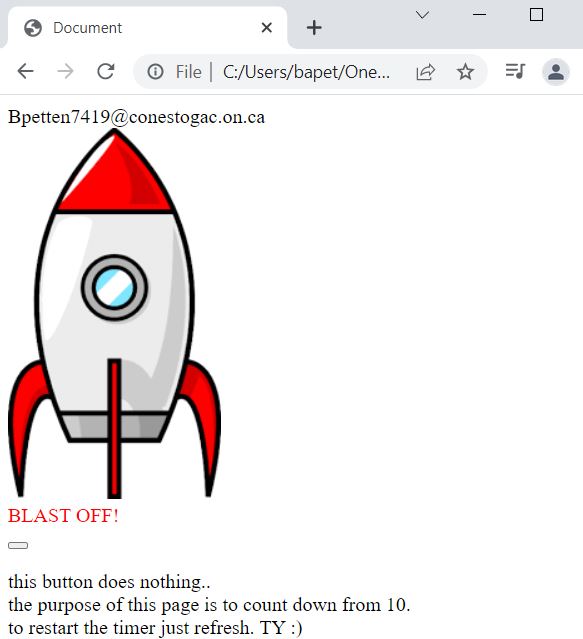 Document
File | C:/Users/bapet/One...
Bpetten7419@conestogac.on.ca
BLAST OFF!
this button does nothing..
the purpose of this page is to count down from 10.
to restart the timer just refresh. TY :)